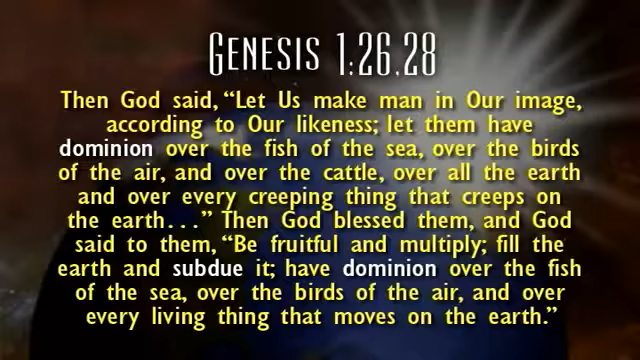 GENESIS 1:26,28
Then God said, “Let Us make man in Our image,
according to Our likeness; let them have
dominion over the fish of the sea, over the birds
of the air, and over the cattle, over all the earth
and over every creeping thing that creeps on
the earth. . .” Then God blessed them, and God
said to them, “Be fruitful and multiply; fill the
earth and subdue it; have dominion over the fish
of the sea, over the birds of the air, and over
every living thing that moves on the earth.”